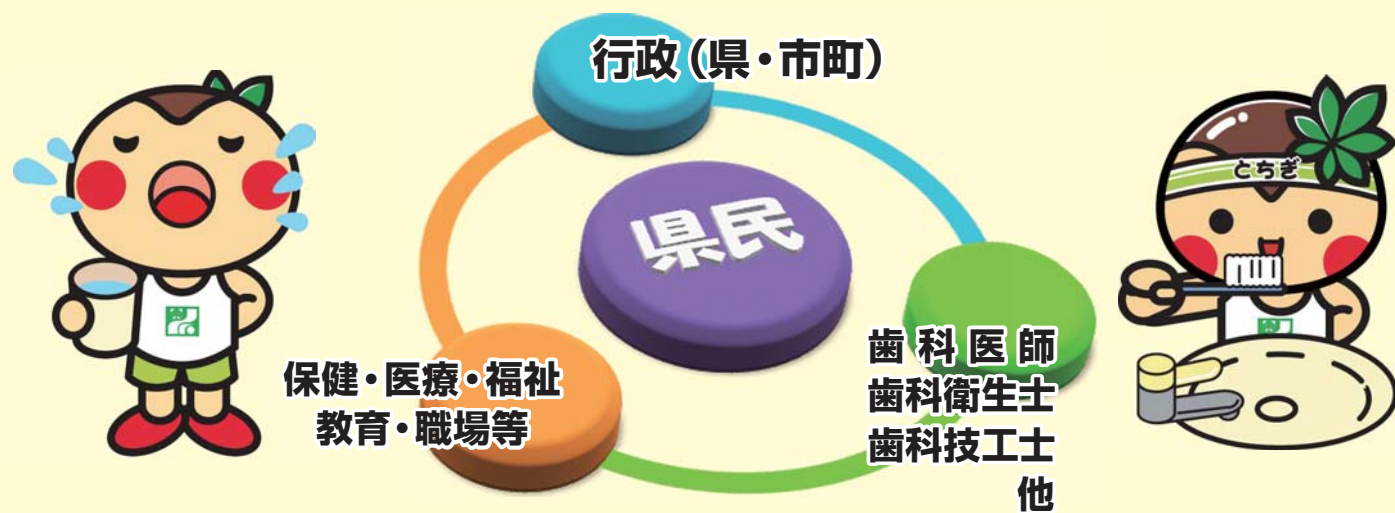 行政（県・市町）
とちぎ
県民
歯科医師
歯科衛生士
歯科技工士
他
保健・医療・福祉
教育・職場等